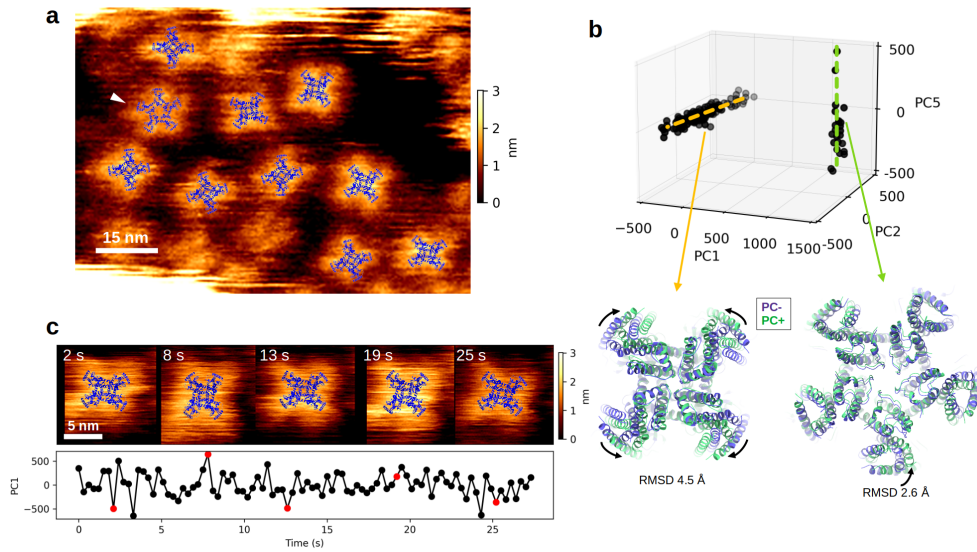 a
3
2
1
0
nm
15 nm
b
500
0
-500
PC5
500
0
-500
PC2
−500
0
500
1000
1500
PC1
PC-
PC+
RMSD 4.5 Å
RMSD 2.6 Å
c
2 s
8 s
13 s
19 s
25 s
5 nm
3
2
1
0
nm
500
0
−500
PC1
0
5
10
15
20
25
Time (s)